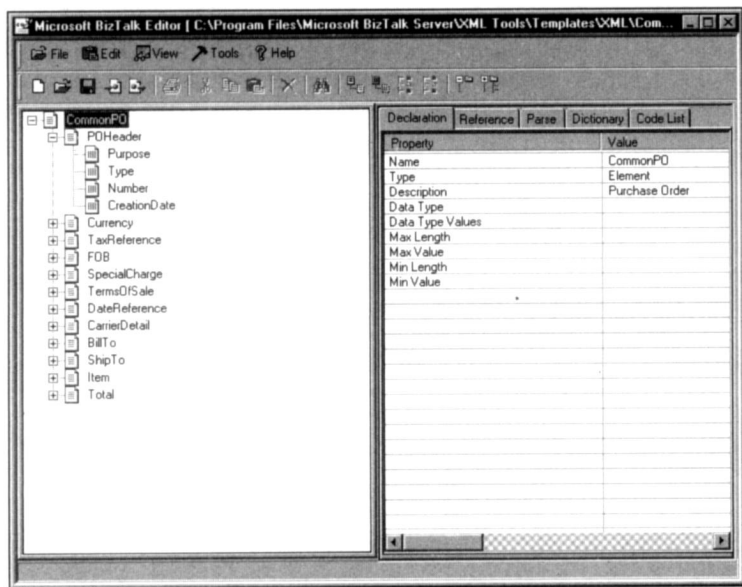 Microsoft BizTalk Editor [ C:\Program Files\Microsoft BizTalk Server\XML Tools\Templates\XML\Com...
File Edit View Tools Help
CommonPO
POHeader
Purpose
Type
Number
CreationDate
Currency
TaxReference
FOB
SpecialCharge
TermsOfSale
DateReference
CarrierDetail
BillTo
ShipTo
Item
Total
Declaration Reference Parse Dictionary Code List
Property Value
Name CommonPO
Type Element
Description Purchase Order
Data Type
Data Type Values
Max Length
Max Value
Min Length
Min Value